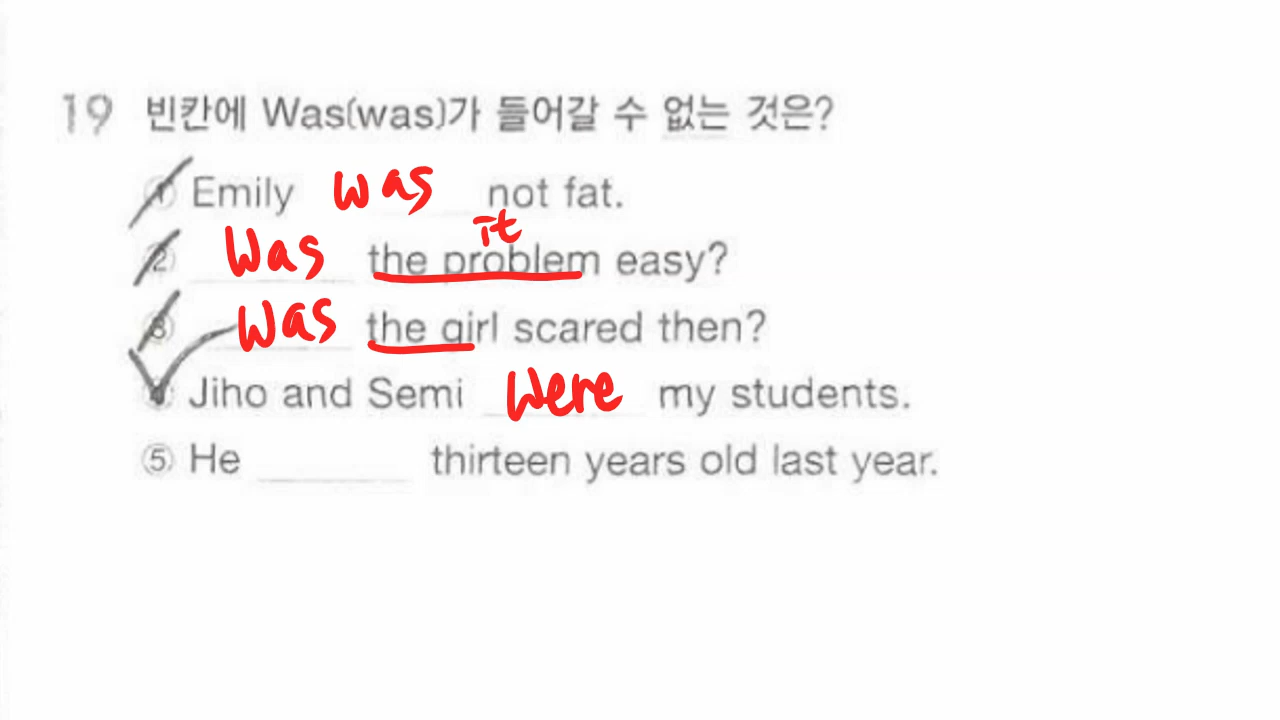 19 빈칸에 Was(was)가 들어갈 수 없는 것은?
① Emily was not fat.
it
② Was the problem easy?
③ Was the girl scared then?
④ Jiho and Semi were my students.
⑤ He ______ thirteen years old last year.